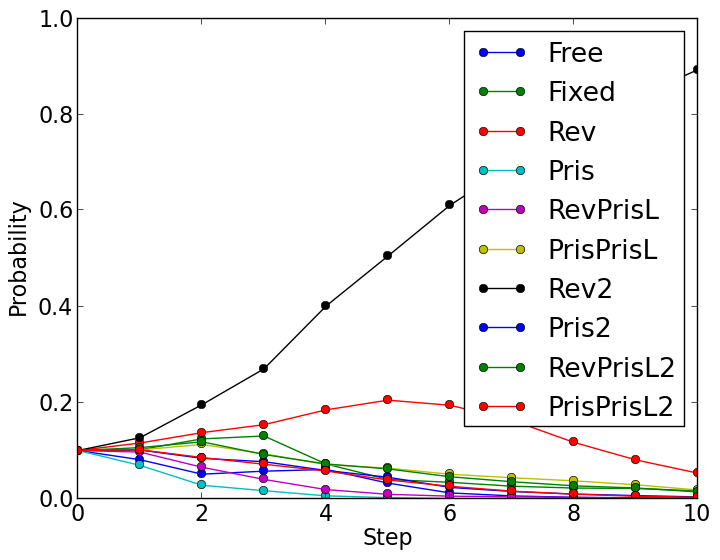 1.0
0.8
0.6
0.4
0.2
0.0
Probability
0 2 4 6 8 10
Step
Free
Fixed
Rev
Pris
RevPrisL
PrisPrisL
Rev2
Pris2
RevPrisL2
PrisPrisL2